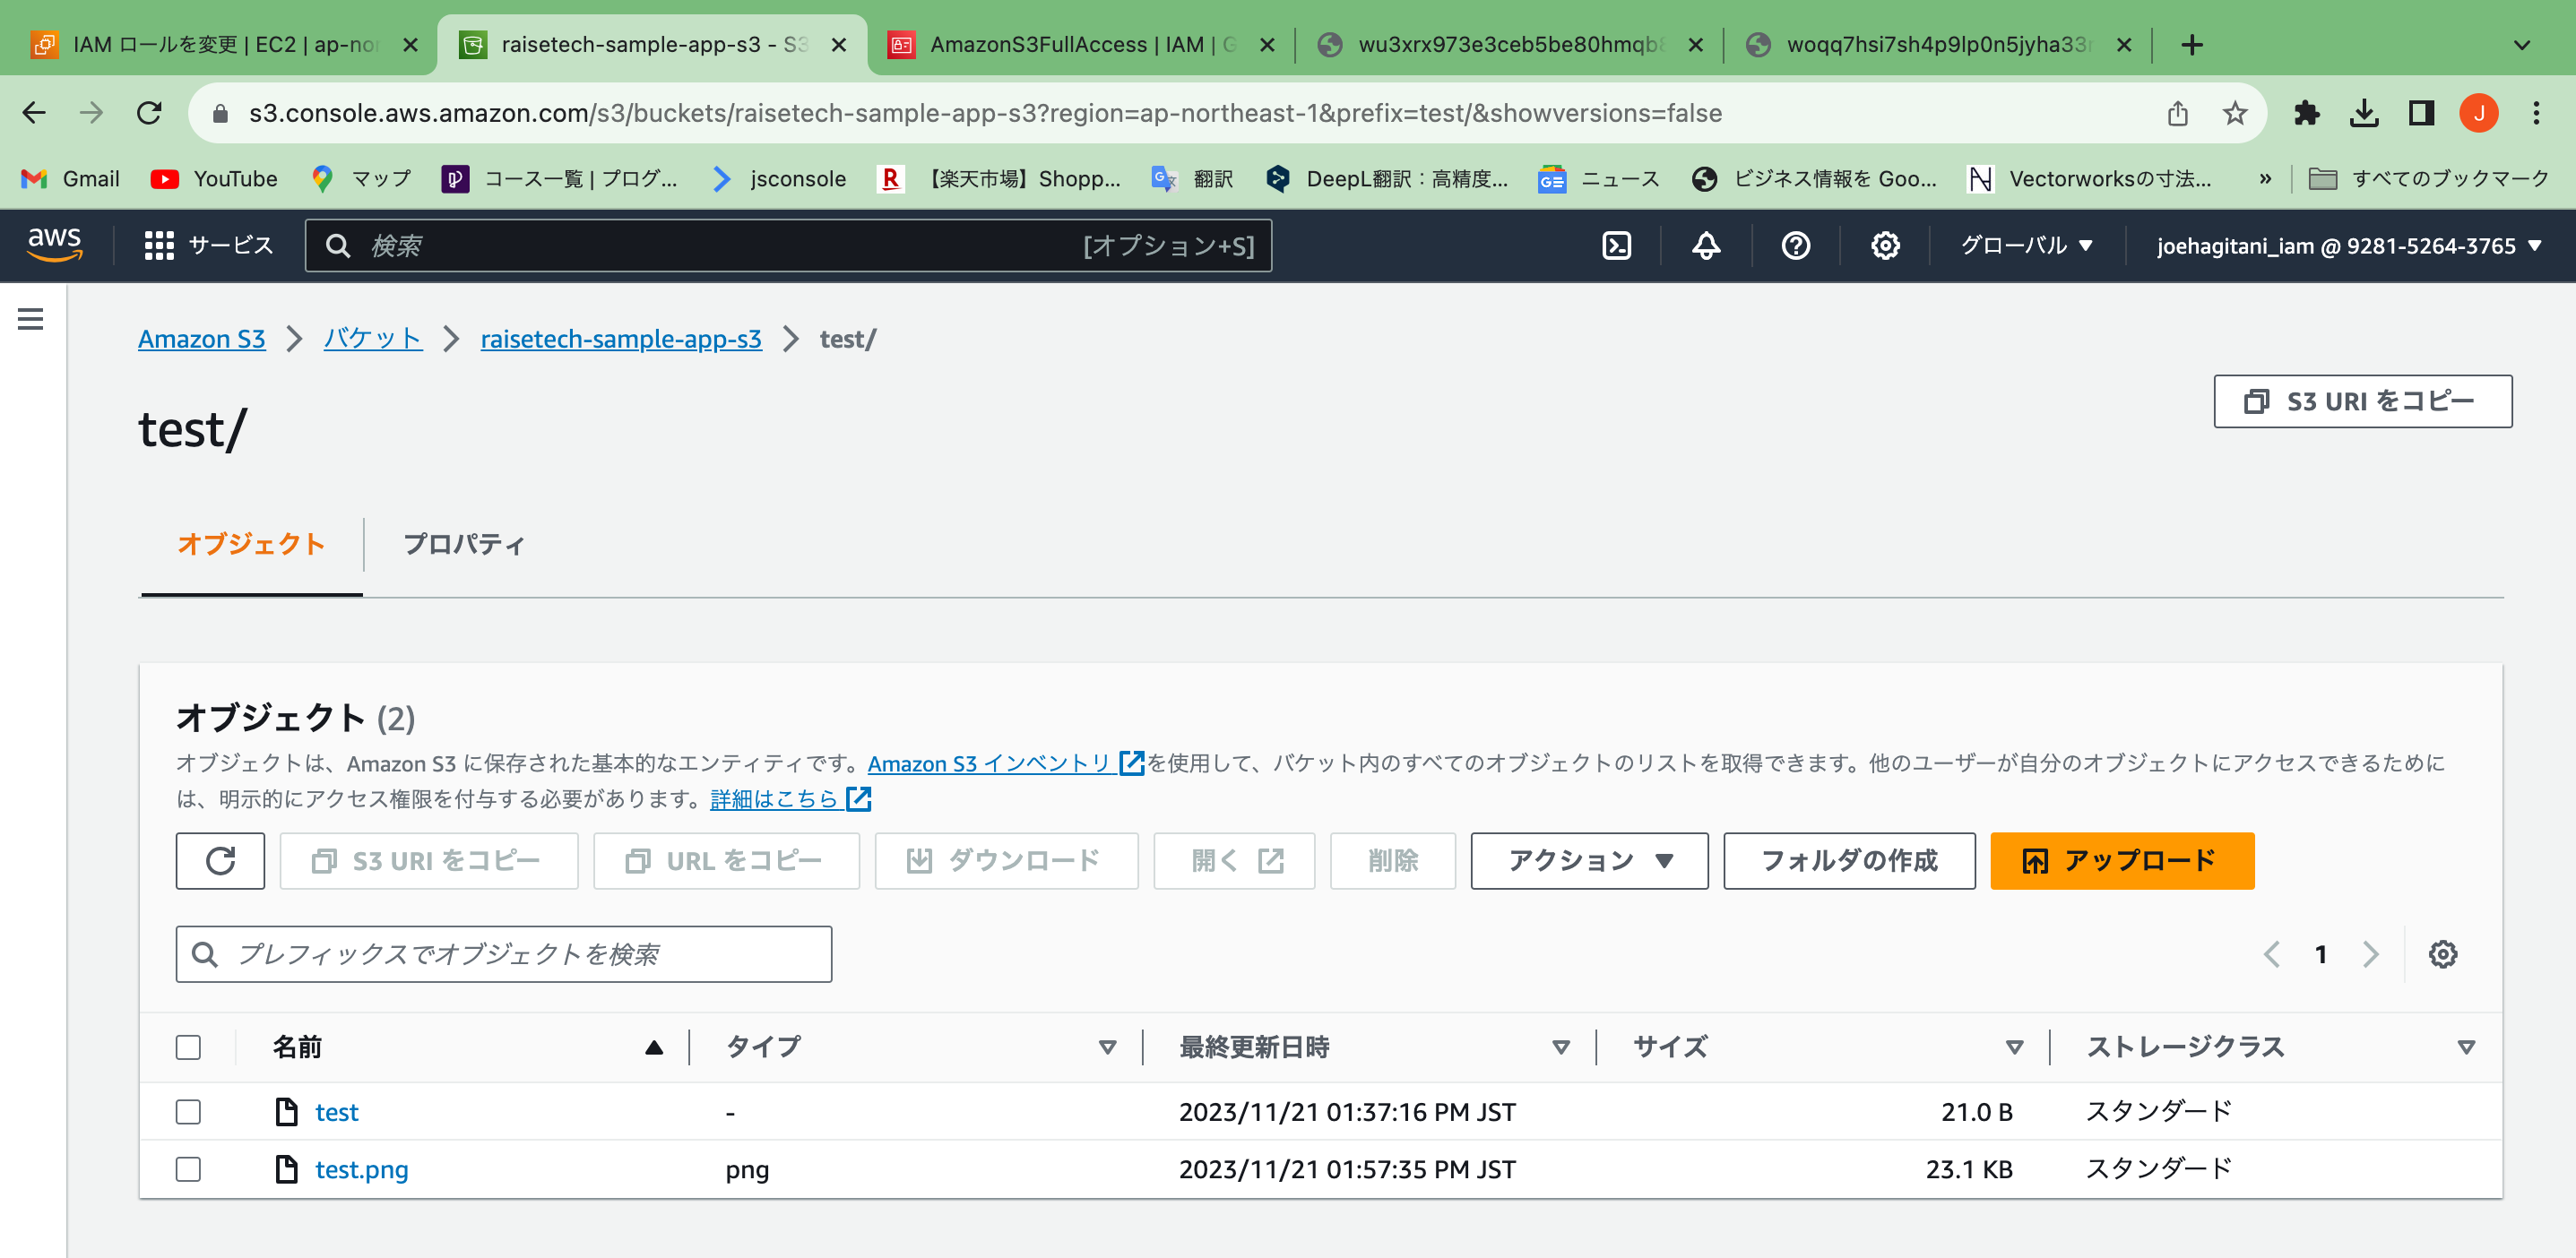 IAM ロールを変更 | EC2 | ap-nor
raisetech-sample-app-s3 - S3
AmazonS3FullAccess | IAM | G
wu3xrx973e3ceb5be80hmqb8
woqq7hsi7sh4p9lp0n5jyha33r
s3.console.aws.amazon.com/s3/buckets/raisetech-sample-app-s3?region=ap-northeast-1&prefix=test/&showversions=false
J
Gmail
YouTube
マップ
コース一覧 | プログ...
jsconsole
【楽天市場】Shopp...
翻訳
DeepL翻訳：高精度...
ニュース
ビジネス情報を Goo...
Vectorworksの寸法...
»
すべてのブックマーク
aws
サービス
検索
[オプション+S]
グローバル
joehagitani_iam @ 9281-5264-3765
Amazon S3
バケット
raisetech-sample-app-s3
test/
test/
S3 URI をコピー
オブジェクト
プロパティ
オブジェクト (2)
オブジェクトは、Amazon S3 に保存された基本的なエンティティです。Amazon S3 インベントリ を使用して、バケット内のすべてのオブジェクトのリストを取得できます。他のユーザーが自分のオブジェクトにアクセスできるために
は、明示的にアクセス権限を付与する必要があります。詳細はこちら
S3 URI をコピー
URL をコピー
ダウンロード
開く
削除
アクション
フォルダの作成
アップロード
プレフィックスでオブジェクトを検索
1
名前
タイプ
最終更新日時
サイズ
ストレージクラス
test
-
2023/11/21 01:37:16 PM JST
21.0 B
スタンダード
test.png
png
2023/11/21 01:57:35 PM JST
23.1 KB
スタンダード